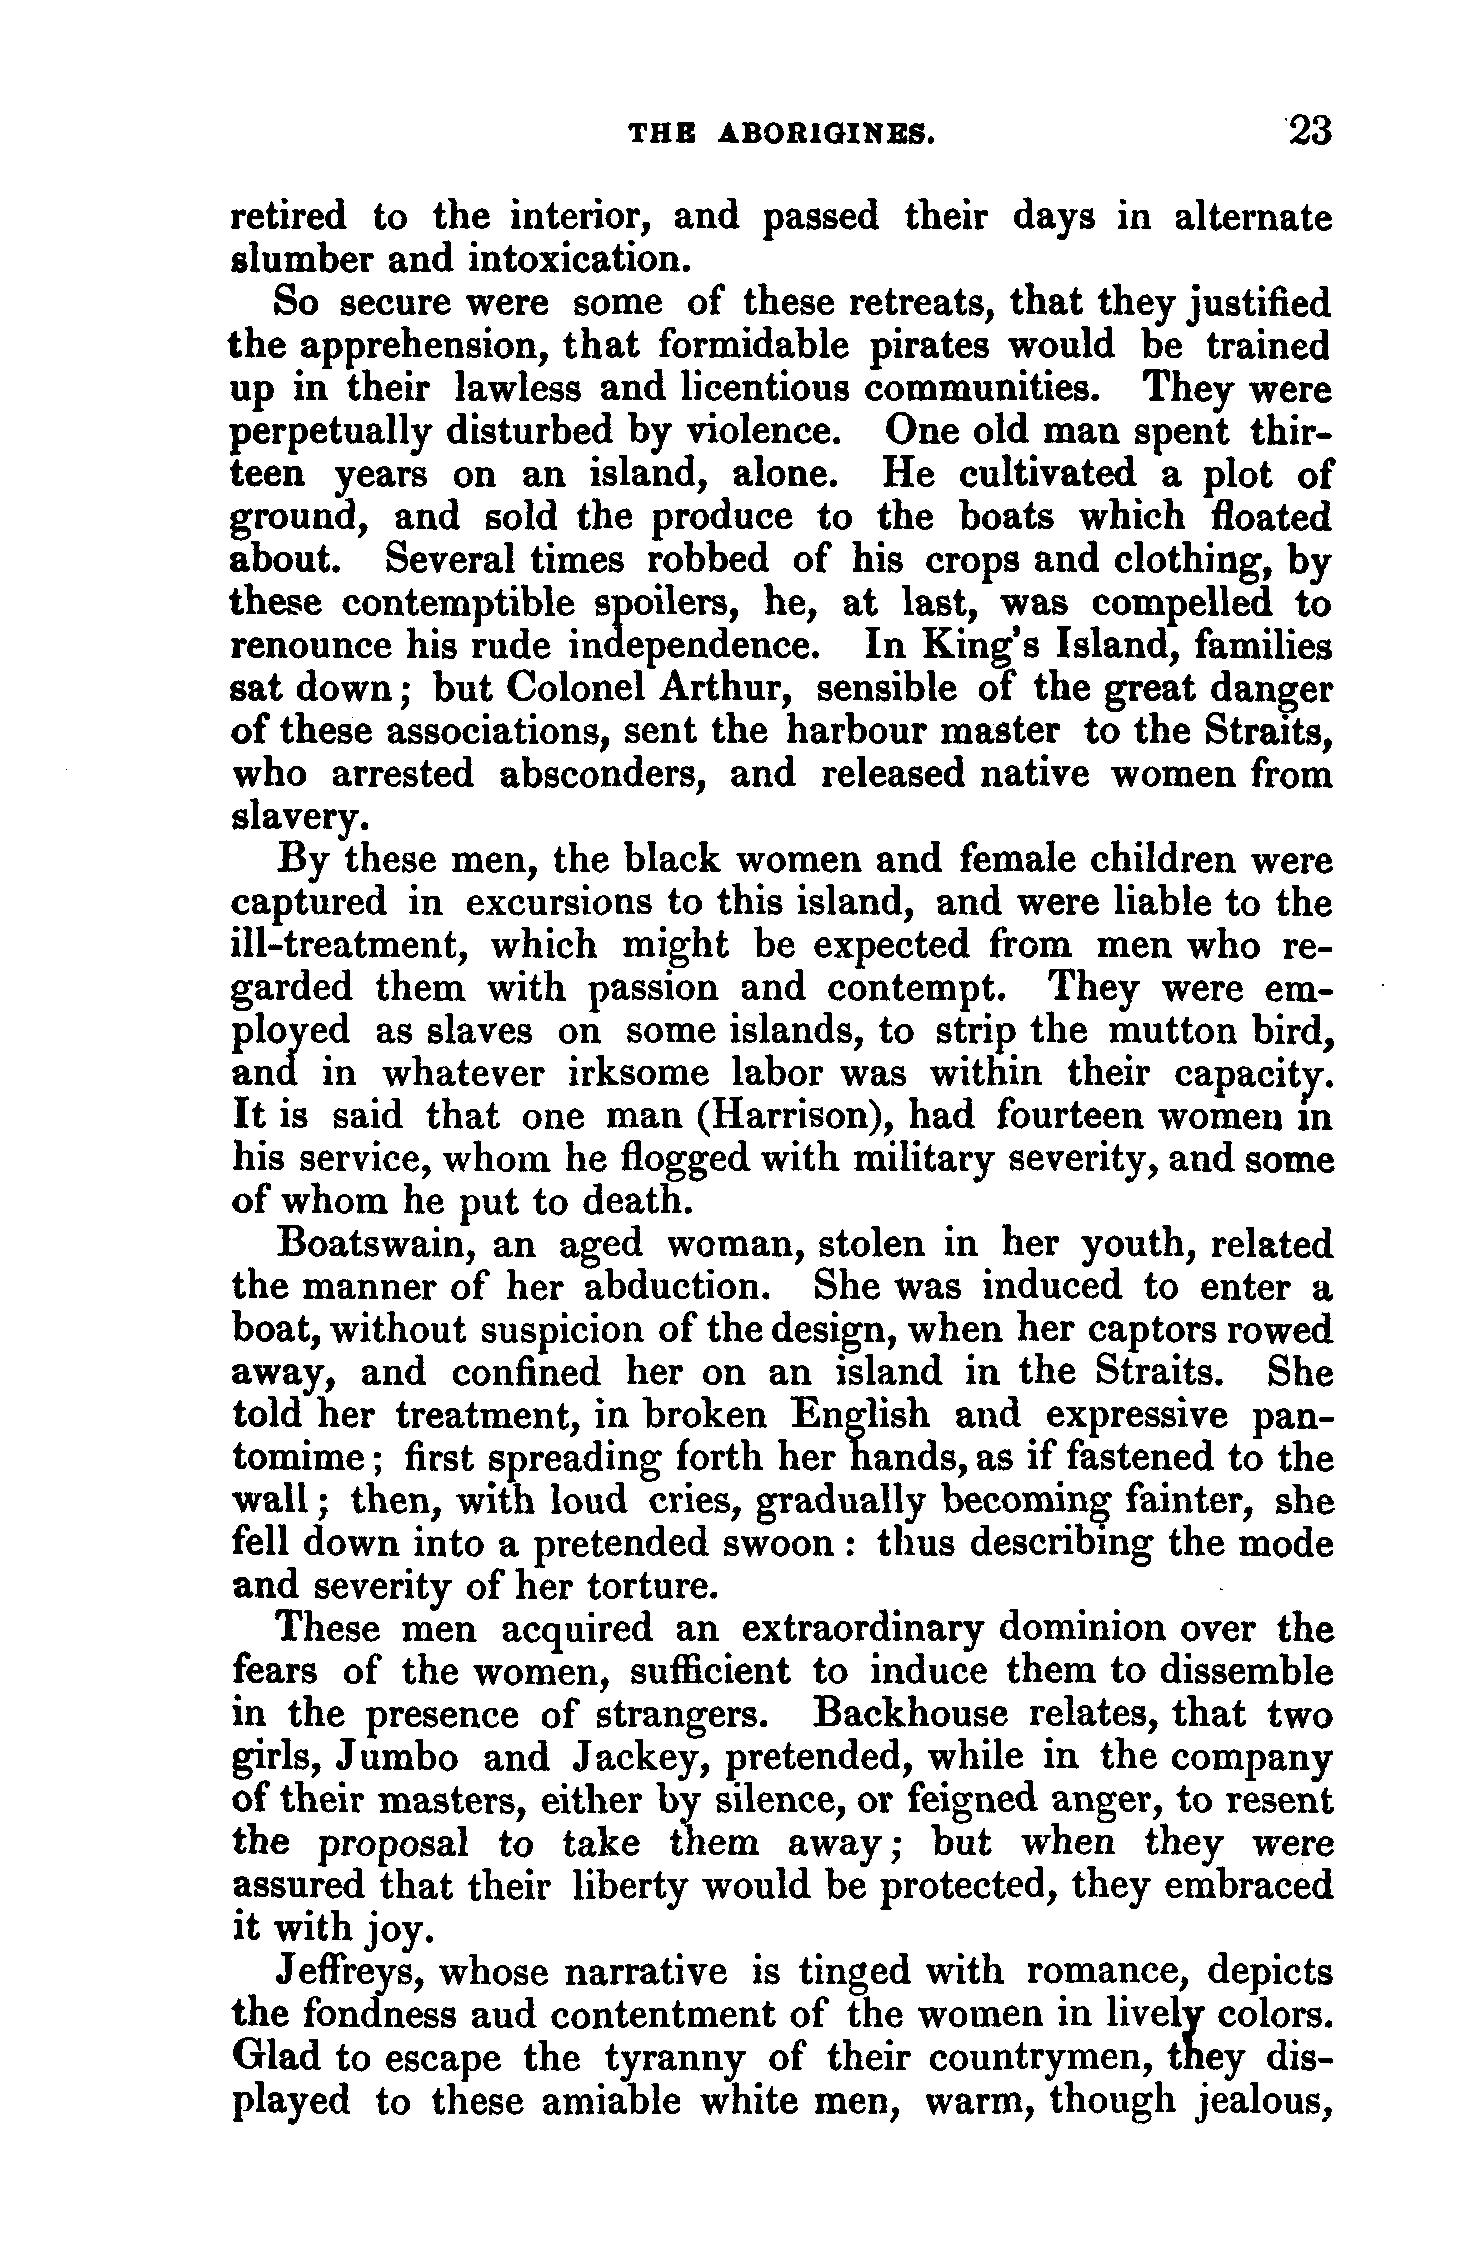 THE ABORIGINES. 23
retired to the interior, and passed their days in alternate
slumber and intoxication.
So secure were some of these retreats, that they justified
the apprehension, that formidable pirates would be trained
up in their lawless and licentious communities. They were
perpetually disturbed by violence. One old man spent thir-
teen years on an island, alone. He cultivated a plot of
ground, and sold the produce to the boats which floated
about. Several times robbed of his crops and clothing, by
these contemptible spoilers, he, at last, was compelled to
renounce his rude independence. In King's Island, families
sat down; but Colonel Arthur, sensible of the great danger
of these associations, sent the harbour master to the Straits,
who arrested absconders, and released native women from
slavery.
By these men, the black women and female children were
captured in excursions to this island, and were liable to the
ill-treatment, which might be expected from men who re-
garded them with passion and contempt. They were em-
ployed as slaves on some islands, to strip the mutton bird,
and in whatever irksome labor was within their capacity.
It is said that one man (Harrison), had fourteen women in
his service, whom he flogged with military severity, and some
of whom he put to death.
Boatswain, an aged woman, stolen in her youth, related
the manner of her abduction. She was induced to enter a
boat, without suspicion of the design, when her captors rowed
away, and confined her on an island in the Straits. She
told her treatment, in broken English and expressive pan-
tomime; first spreading forth her hands, as if fastened to the
wall; then, with loud cries, gradually becoming fainter, she
fell down into a pretended swoon: thus describing the mode
and severity of her torture.
These men acquired an extraordinary dominion over the
fears of the women, sufficient to induce them to dissemble
in the presence of strangers. Backhouse relates, that two
girls, Jumbo and Jackey, pretended, while in the company
of their masters, either by silence, or feigned anger, to resent
the proposal to take them away; but when they were
assured that their liberty would be protected, they embraced
it with joy.
Jeffreys, whose narrative is tinged with romance, depicts
the fondness aud contentment of the women in lively colors.
Glad to escape the tyranny of their countrymen, they dis-
played to these amiable white men, warm, though jealous,